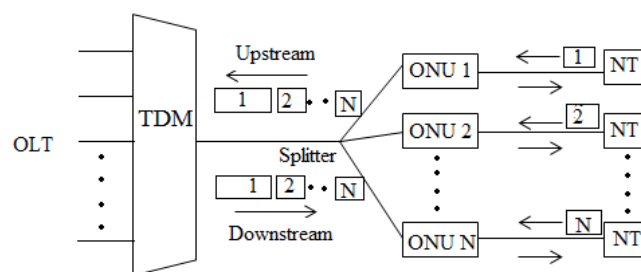 Upstream
1 2 N
ONU 1
1
NT
TDM
OLT
Splitter
ONU 2
2
NT
1 2 N
Downstream
ONU N
N
NT